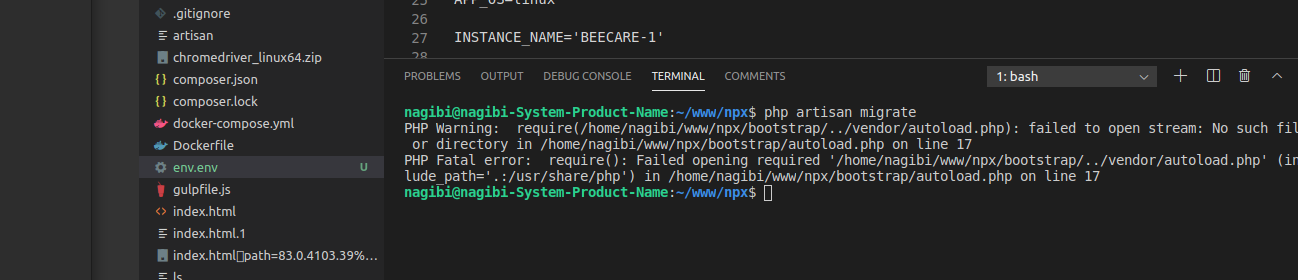 .gitignore
artisan
chromedriver_linux64.zip
composer.json
composer.lock
docker-compose.yml
Dockerfile
env.env U
gulpfile.js
index.html
index.html.1
index.html path=83.0.4103.39%...
ls
25 APP_OS=linux
26
27 INSTANCE_NAME='BEECARE-1'
28
PROBLEMS OUTPUT DEBUG CONSOLE TERMINAL COMMENTS 1: bash
nagibi@nagibi-System-Product-Name:~/www/npx$ php artisan migrate
PHP Warning:  require(/home/nagibi/www/npx/bootstrap/../vendor/autoload.php): failed to open stream: No such fil
or directory in /home/nagibi/www/npx/bootstrap/autoload.php on line 17
PHP Fatal error:  require(): Failed opening required '/home/nagibi/www/npx/bootstrap/../vendor/autoload.php' (in
lude_path='.:/usr/share/php') in /home/nagibi/www/npx/bootstrap/autoload.php on line 17
nagibi@nagibi-System-Product-Name:~/www/npx$